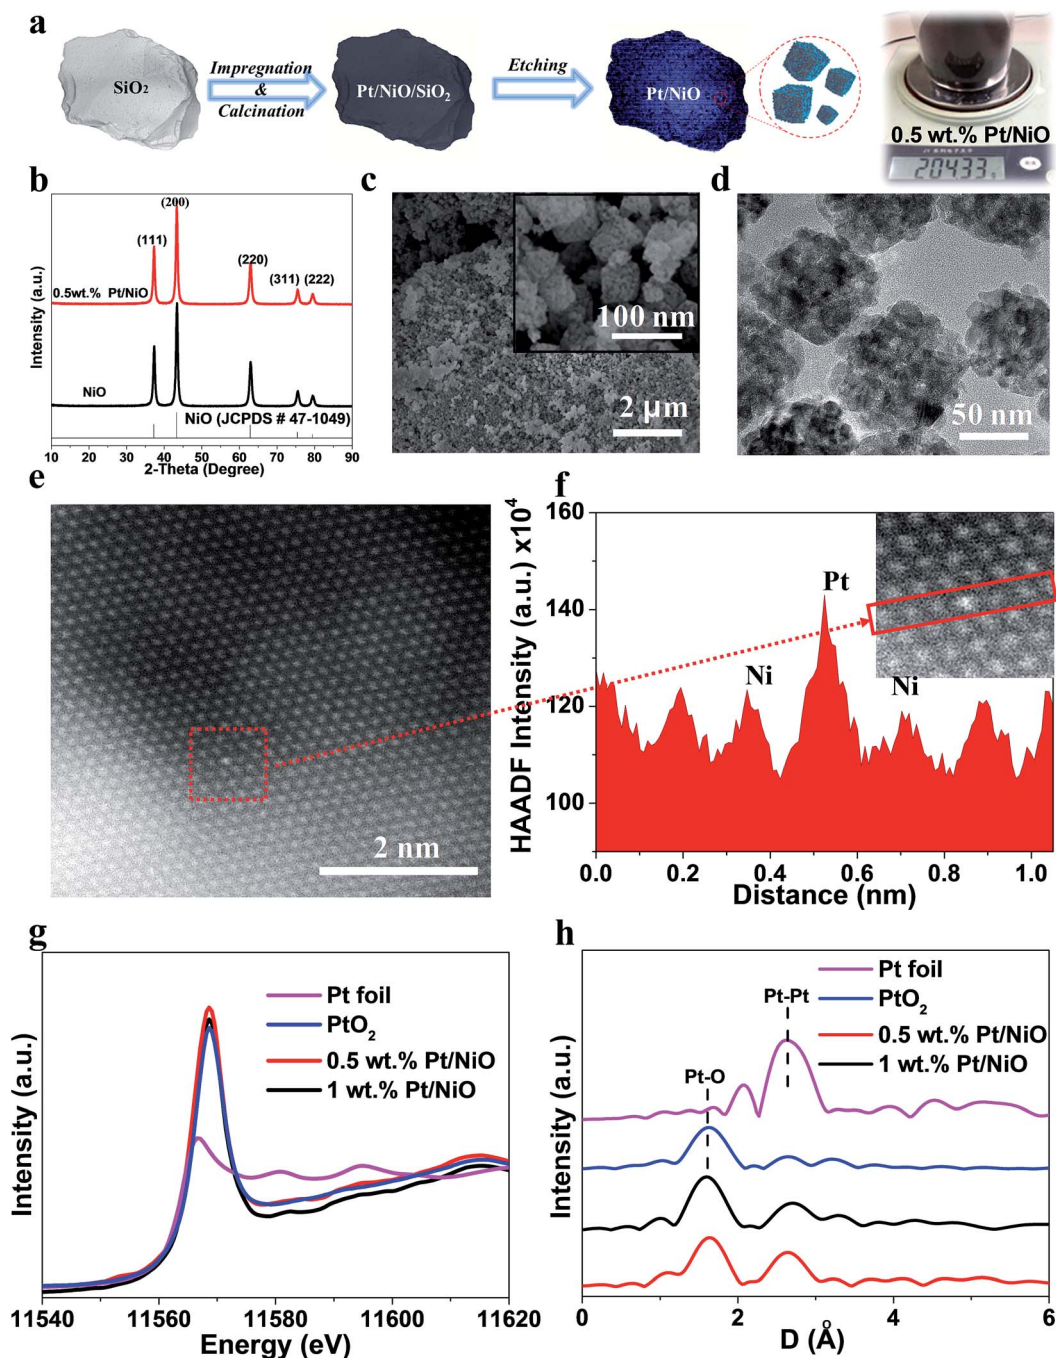 a
SiO2
Impregnation
&
Calcination
Pt/NiO/SiO2
Etching
Pt/NiO
0.5 wt.% Pt/NiO
20433
b
(200)
(111)
(220)
(311)
(222)
0.5wt.% Pt/NiO
NiO
NiO (JCPDS # 47-1049)
10 20 30 40 50 60 70 80 90
2-Theta (Degree)
Intensity (a.u.)
c
100 nm
2 μm
d
50 nm
e
2 nm
f
160
140
120
100
HAADF Intensity (a.u.) x10⁴
Pt
Ni
Ni
0.0 0.2 0.4 0.6 0.8 1.0
Distance (nm)
g
Pt foil
PtO2
0.5 wt.% Pt/NiO
1 wt.% Pt/NiO
Intensity (a.u.)
11540 11560 11580 11600 11620
Energy (eV)
h
Pt foil
PtO2
0.5 wt.% Pt/NiO
1 wt.% Pt/NiO
Pt-Pt
Pt-O
Intensity (a.u.)
0 2 4 6
D (Å)